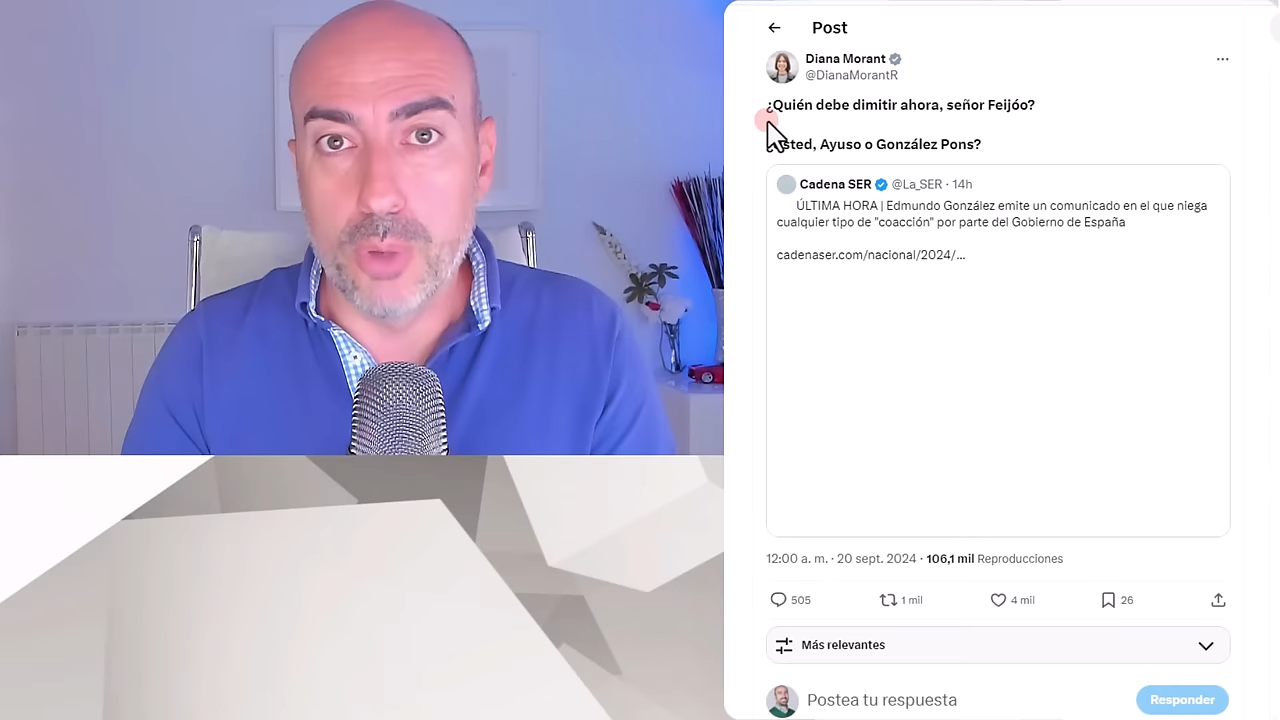 Post
Diana Morant
@DianaMorantR
¿Quién debe dimitir ahora, señor Feijóo?
Ayuso o González Pons?
Cadena SER @La_SER · 14h
ÚLTIMA HORA | Edmundo González emite un comunicado en el que niega
cualquier tipo de "coacción" por parte del Gobierno de España
cadenaser.com/nacional/2024/...
12:00 a. m. · 20 sept. 2024 · 106,1 mil Reproducciones
505
1 mil
4 mil
26
Más relevantes
Postea tu respuesta
Responder